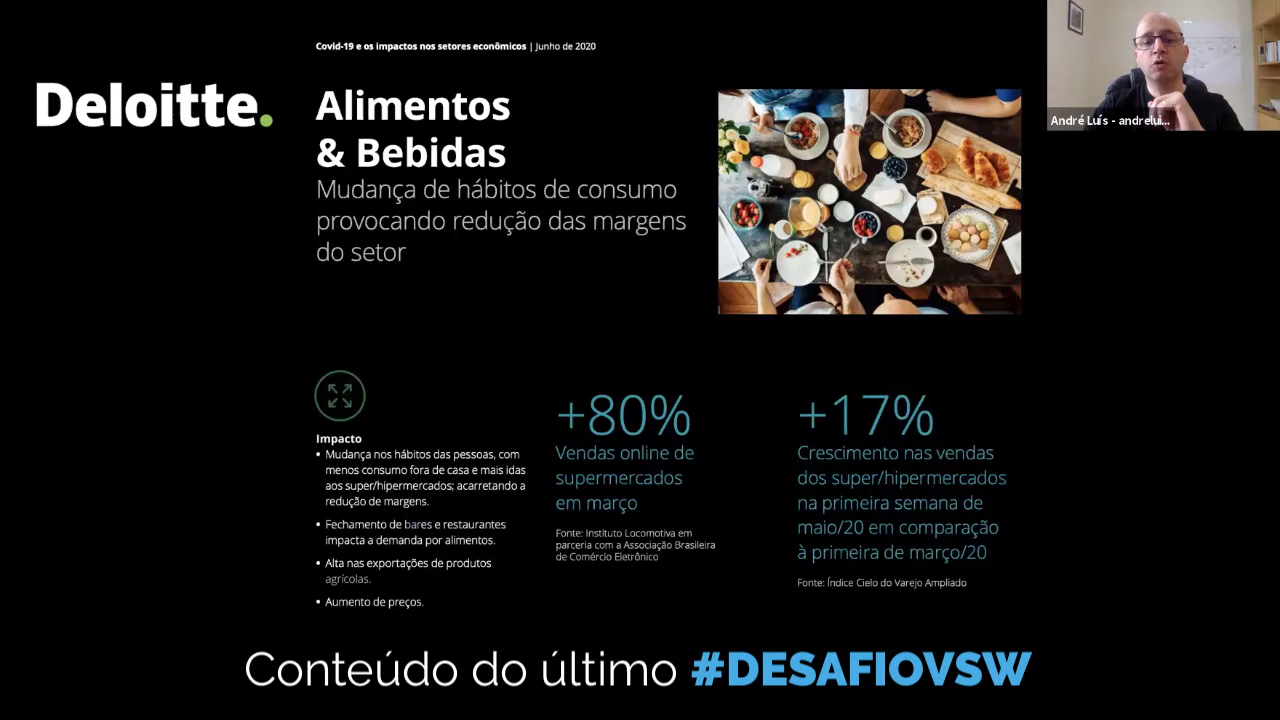 Covid-19 e os impactos nos setores econômicos | Junho de 2020
Deloitte.
Alimentos
& Bebidas
Mudança de hábitos de consumo
provocando redução das margens
do setor
André Luís - andrelui...
Impacto
• Mudança nos hábitos das pessoas, com
menos consumo fora de casa e mais idas
aos super/hipermercados; acarretando a
redução de margens.
• Fechamento de bares e restaurantes
impacta a demanda por alimentos.
• Alta nas exportações de produtos
agrícolas.
• Aumento de preços.
+80%
Vendas online de
supermercados
em março
Fonte: Instituto Locomotiva em
parceria com a Associação Brasileira
de Comércio Eletrônico
+17%
Crescimento nas vendas
dos super/hipermercados
na primeira semana de
maio/20 em comparação
à primeira de março/20
Fonte: Índice Cielo do Varejo Ampliado
Conteúdo do último #DESAFIOVSW